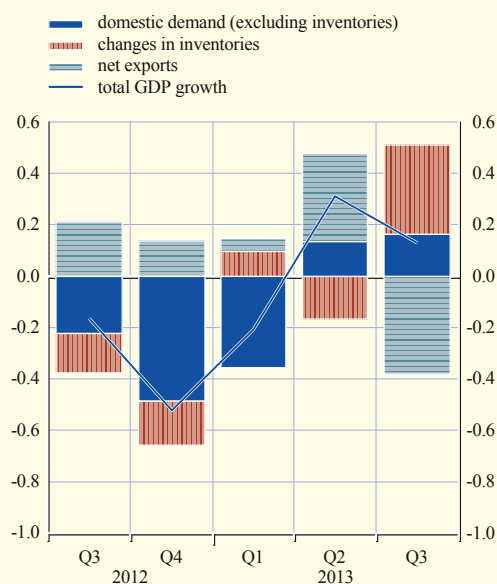 domestic demand (excluding inventories)
changes in inventories
net exports
total GDP growth
0.6 0.6
0.4 0.4
0.2 0.2
0.0 0.0
-0.2 -0.2
-0.4 -0.4
-0.6 -0.6
-0.8 -0.8
-1.0 -1.0
Q3 Q4 Q1 Q2 Q3
2012 2013